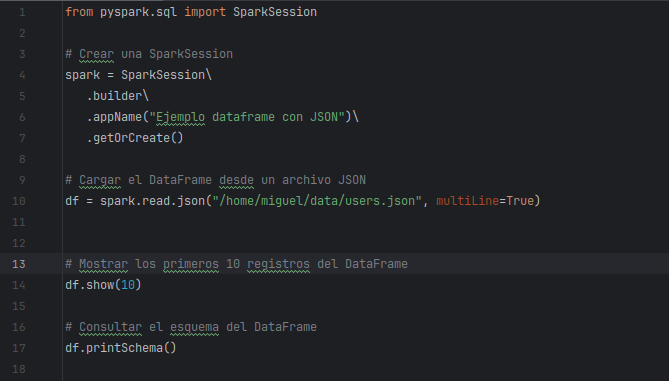 1 from pyspark.sql import SparkSession
2
3 # Crear una SparkSession
4 spark = SparkSession\
5 .builder\
6 .appName("Ejemplo dataframe con JSON")\
7 .getOrCreate()
8
9 # Cargar el DataFrame desde un archivo JSON
10 df = spark.read.json("/home/miguel/data/users.json", multiLine=True)
11
12
13 # Mostrar los primeros 10 registros del DataFrame
14 df.show(10)
15
16 # Consultar el esquema del DataFrame
17 df.printSchema()
18